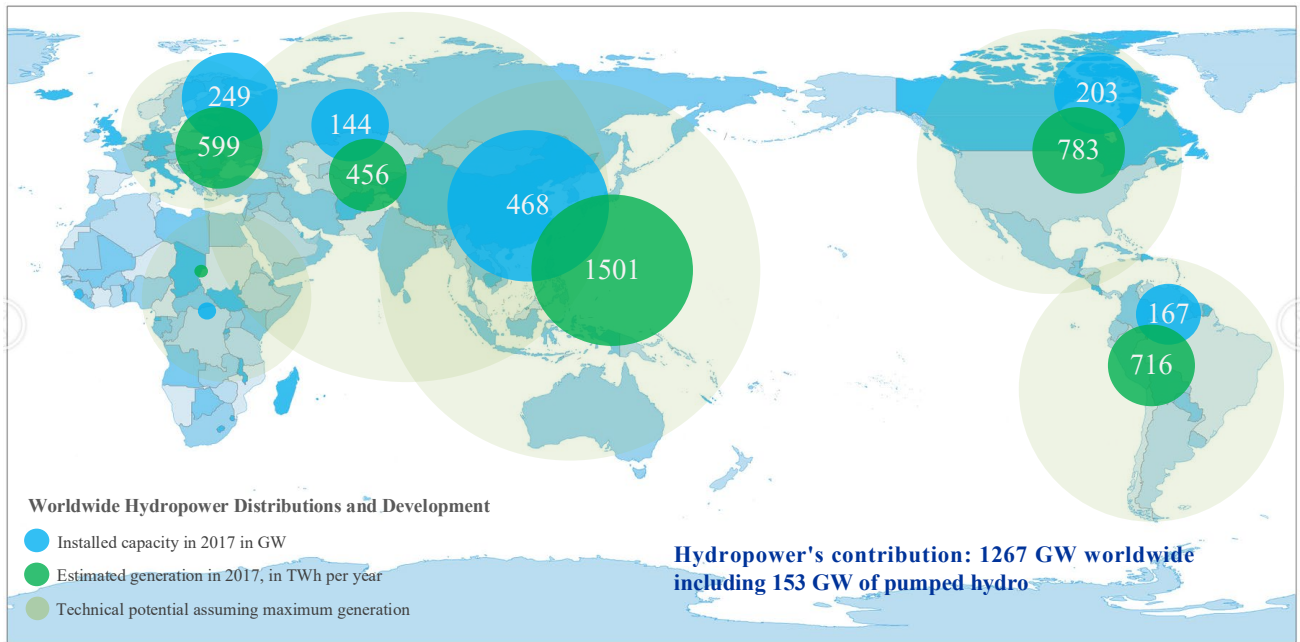 249
599
144
456
468
1501
203
783
167
716
Worldwide Hydropower Distributions and Development
Installed capacity in 2017 in GW
Estimated generation in 2017, in TWh per year
Technical potential assuming maximum generation
Hydropower's contribution: 1267 GW worldwide
including 153 GW of pumped hydro